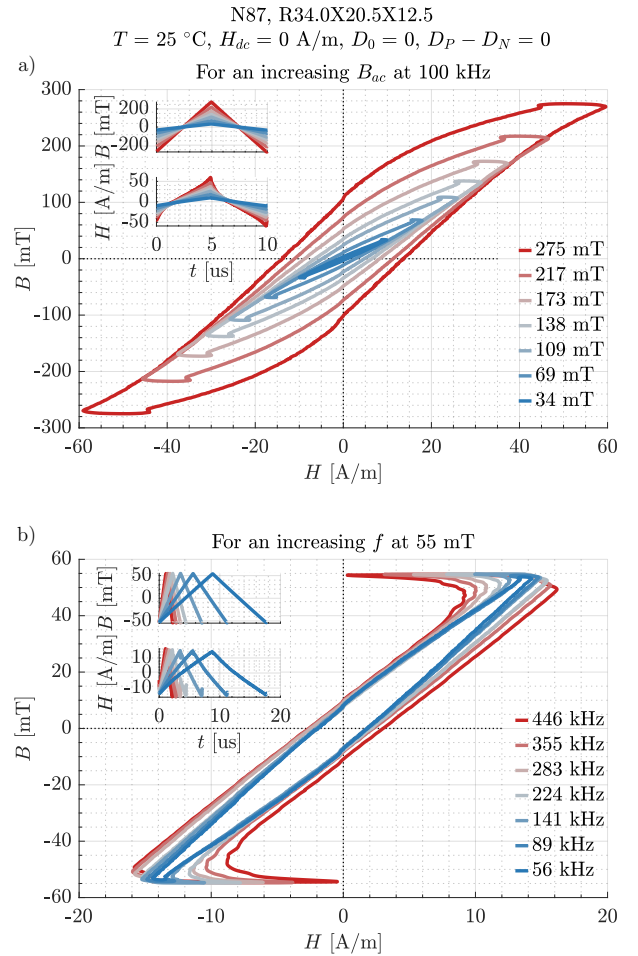 N87, R34.0X20.5X12.5
T = 25 °C, H_dc = 0 A/m, D_0 = 0, D_P − D_N = 0
a)
For an increasing B_ac at 100 kHz
300
200
100
0
-100
-200
-300
B [mT]
200
0
-200
B [mT]
50
0
-50
H [A/m]
0 5 10
t [us]
275 mT
217 mT
173 mT
138 mT
109 mT
69 mT
34 mT
-60 -40 -20 0 20 40 60
H [A/m]
b)
For an increasing f at 55 mT
60
40
20
0
-20
-40
-60
B [mT]
50
0
-50
B [mT]
10
0
-10
H [A/m]
0 10 20
t [us]
446 kHz
355 kHz
283 kHz
224 kHz
141 kHz
89 kHz
56 kHz
-20 -10 0 10 20
H [A/m]